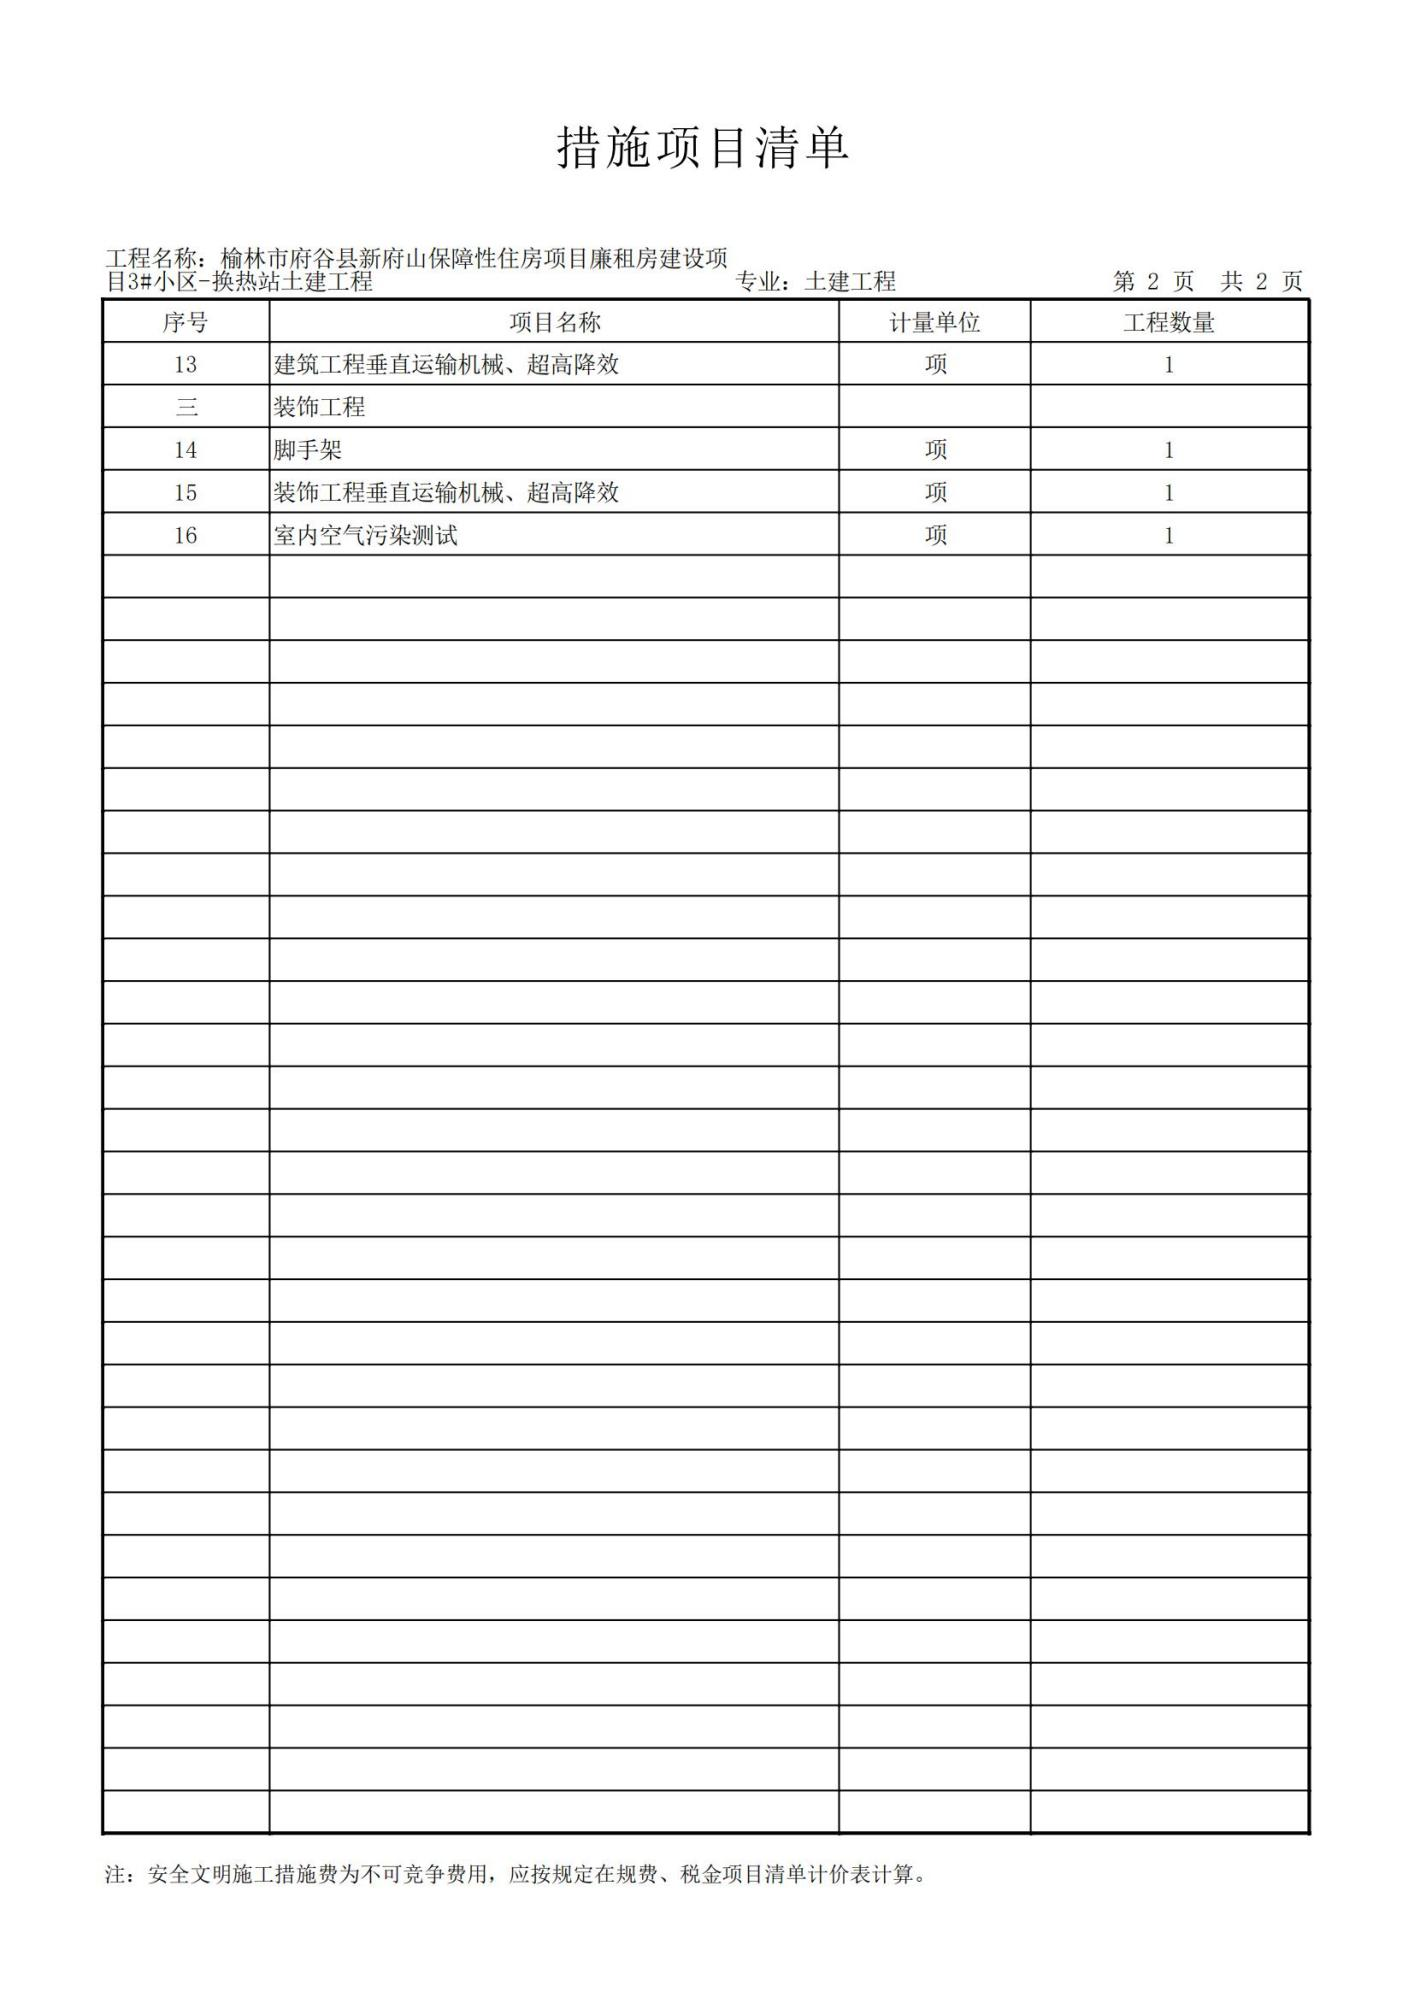 措施项目清单
工程名称：榆林市府谷县新府山保障性住房项目廉租房建设项
目3#小区-换热站土建工程 专业：土建工程 第 2 页 共 2 页
序号 项目名称 计量单位 工程数量
13 建筑工程垂直运输机械、超高降效 项 1
三 装饰工程
14 脚手架 项 1
15 装饰工程垂直运输机械、超高降效 项 1
16 室内空气污染测试 项 1
注：安全文明施工措施费为不可竞争费用，应按规定在规费、税金项目清单计价表计算。